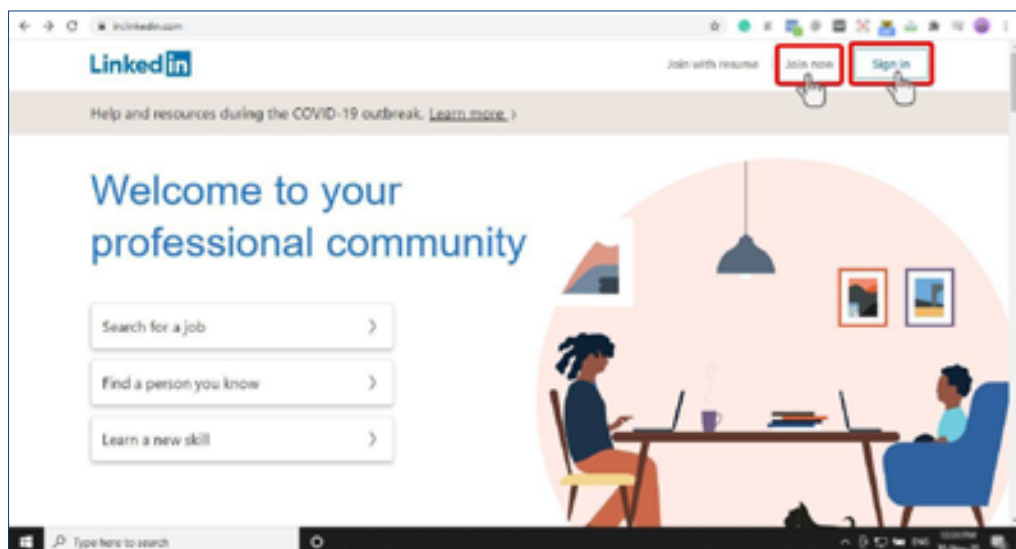 in.linkedin.com
Linked in
Join with resume
Join now
Sign in
Help and resources during the COVID-19 outbreak. Learn more >
Welcome to your
professional community
Search for a job
Find a person you know
Learn a new skill
Type here to search
ENG